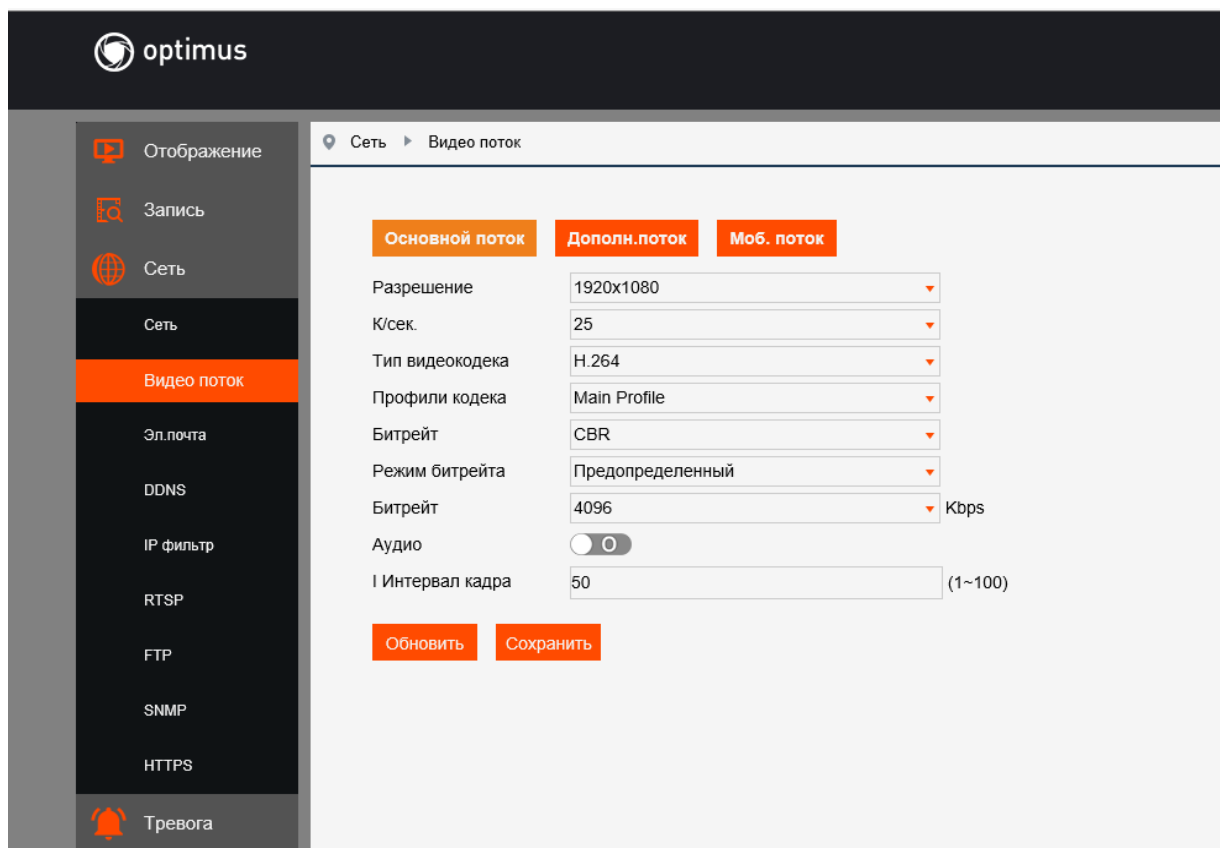 optimus
Отображение
Запись
Сеть
Сеть
Видео поток
Эл.почта
DDNS
IP фильтр
RTSP
FTP
SNMP
HTTPS
Тревога
Сеть Видео поток
Основной поток Дополн.поток Моб. поток
Разрешение 1920x1080
К/сек. 25
Тип видеокодека H.264
Профили кодека Main Profile
Битрейт CBR
Режим битрейта Предопределенный
Битрейт 4096 Kbps
Аудио O
I Интервал кадра 50 (1~100)
Обновить Сохранить